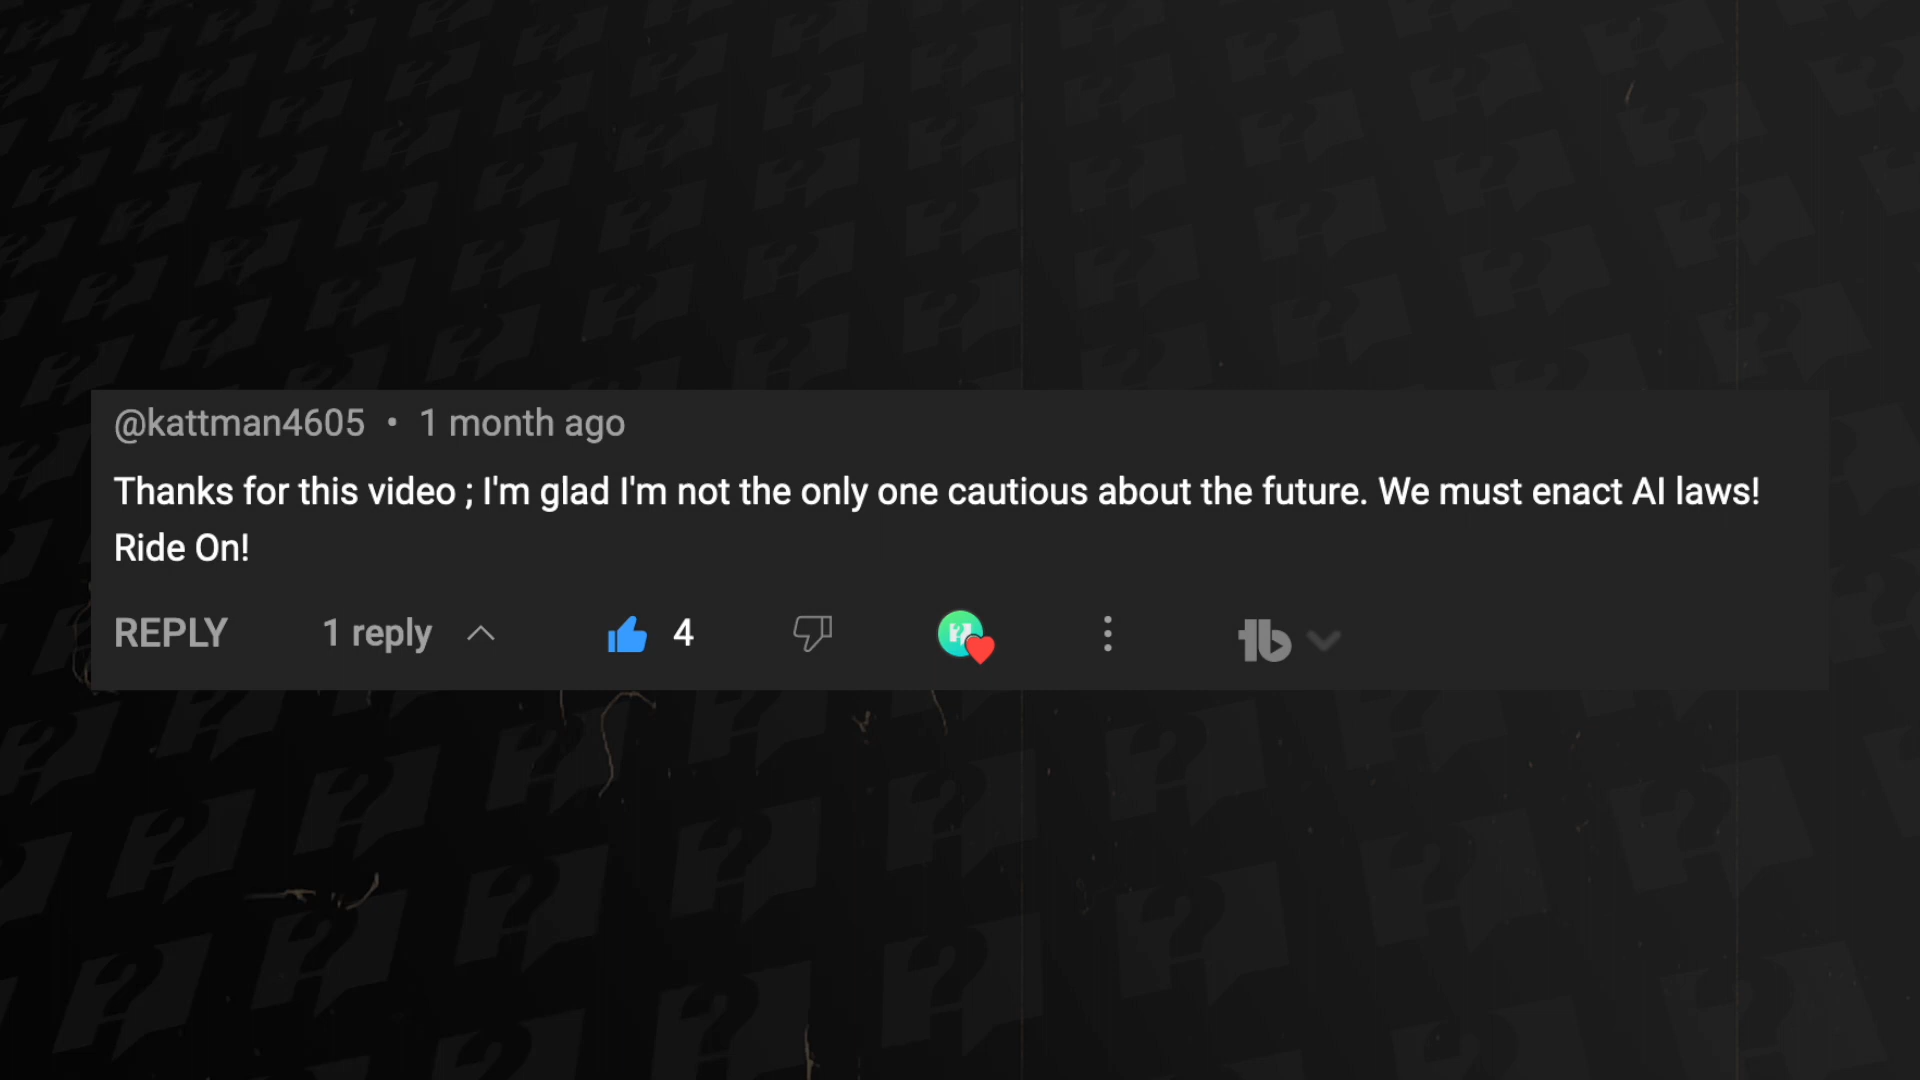 @kattman4605 • 1 month ago
Thanks for this video ; I'm glad I'm not the only one cautious about the future. We must enact AI laws!
Ride On!
REPLY 1 reply 4